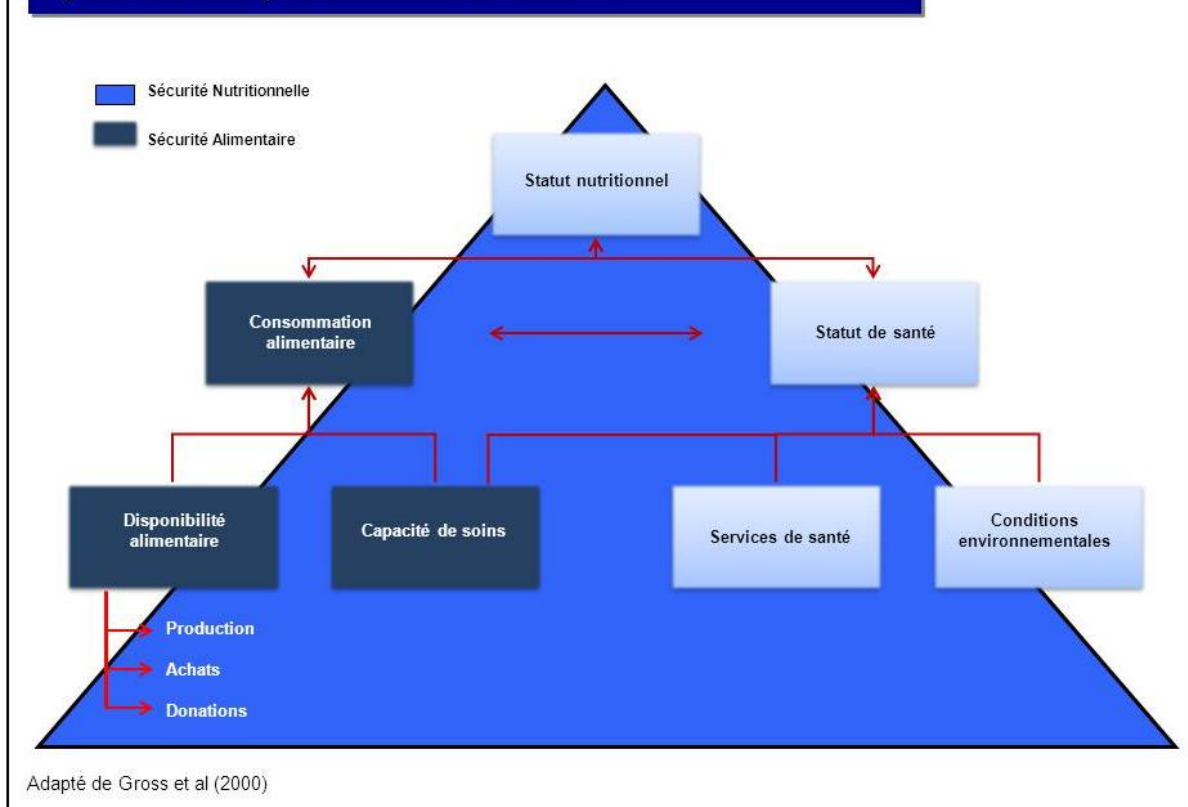 Sécurité Nutritionnelle
Sécurité Alimentaire
Statut nutritionnel
Consommation
alimentaire
Statut de santé
Disponibilité
alimentaire
Capacité de soins
Services de santé
Conditions
environnementales
Production
Achats
Donations
Adapté de Gross et al (2000)